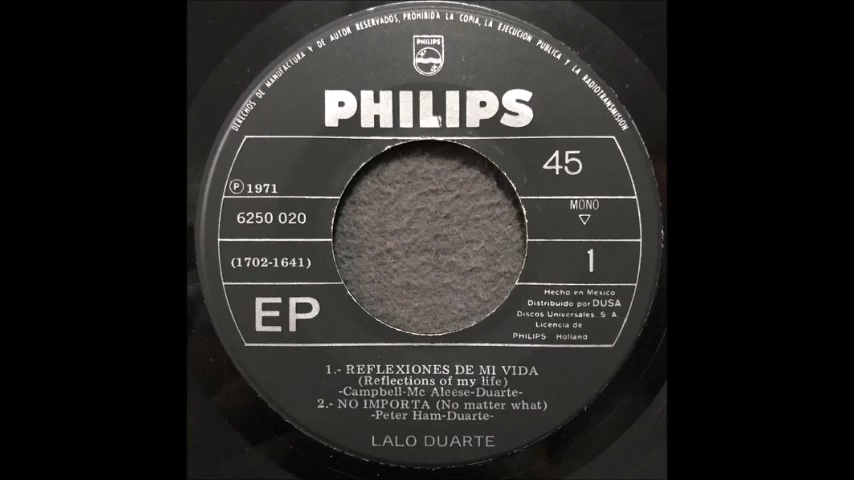 DERECHOS DE MANUFACTURA Y DE AUTOR RESERVADOS, PROHIBIDA LA COPIA, LA EJECUCION PUBLICA Y LA RADIOTRANSMISION
PHILIPS
PHILIPS
45
Ⓟ 1971
MONO
6250 020
(1702-1641)
1
EP
Hecho en Mexico
Distribuido por DUSA
Discos Universales. S. A.
Licencia de
PHILIPS Holland
1.- REFLEXIONES DE MI VIDA
(Reflections of my life)
-Campbell-Mc Aleese-Duarte-
2.- NO IMPORTA (No matter what)
-Peter Ham-Duarte-
LALO DUARTE